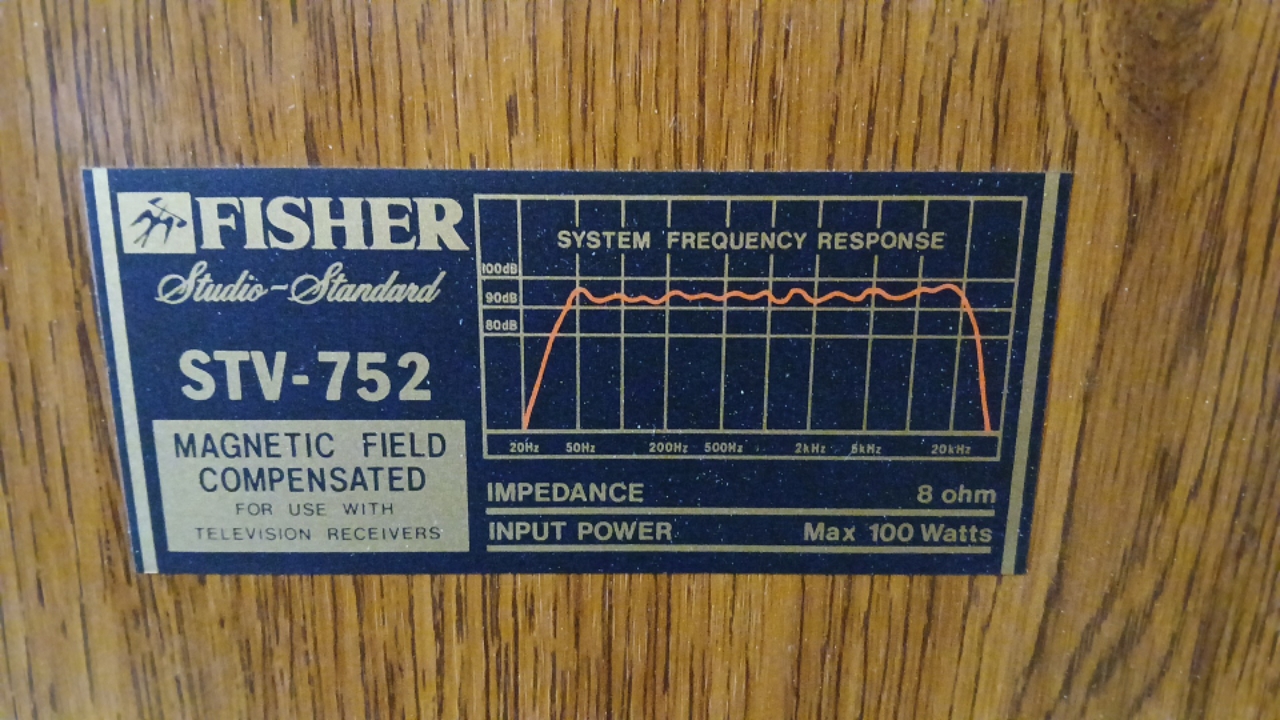 FISHER
Studio-Standard
STV-752
MAGNETIC FIELD
COMPENSATED
FOR USE WITH
TELEVISION RECEIVERS
SYSTEM FREQUENCY RESPONSE
100dB
90dB
80dB
20Hz 50Hz 200Hz 500Hz 2kHz 5kHz 20kHz
IMPEDANCE 8 ohm
INPUT POWER Max 100 Watts